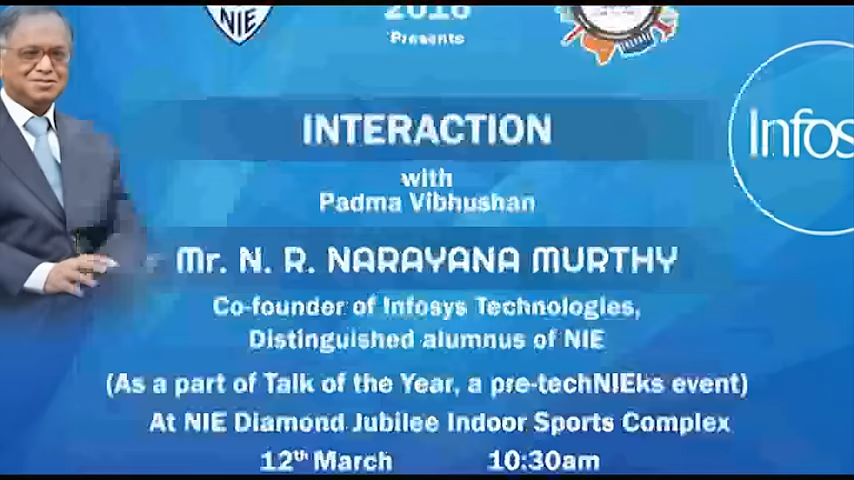 NIE
2016
Presents
INTERACTION
Infos
with
Padma Vibhushan
Mr. N. R. NARAYANA MURTHY
Co-founder of Infosys Technologies,
Distinguished alumnus of NIE
(As a part of Talk of the Year, a pre-techNIEks event)
At NIE Diamond Jubilee Indoor Sports Complex
12th March 10:30am